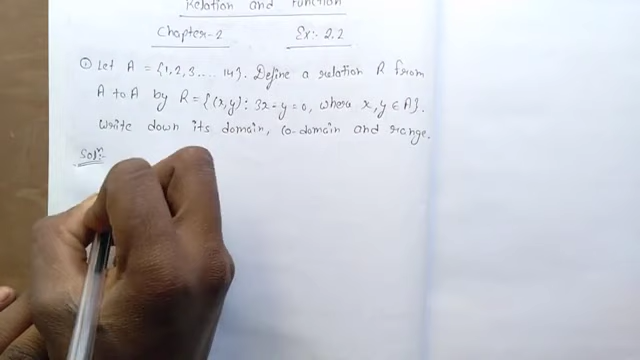 Relation and Function
Chapter-2 Ex:- 2.2
① Let A = {1,2,3.... 14}. Define a relation R from
A to A by R = {(x,y) : 3x-y=0, where x,y ∈ A}.
Write down its domain, co-domain and range.
Solⁿ:-